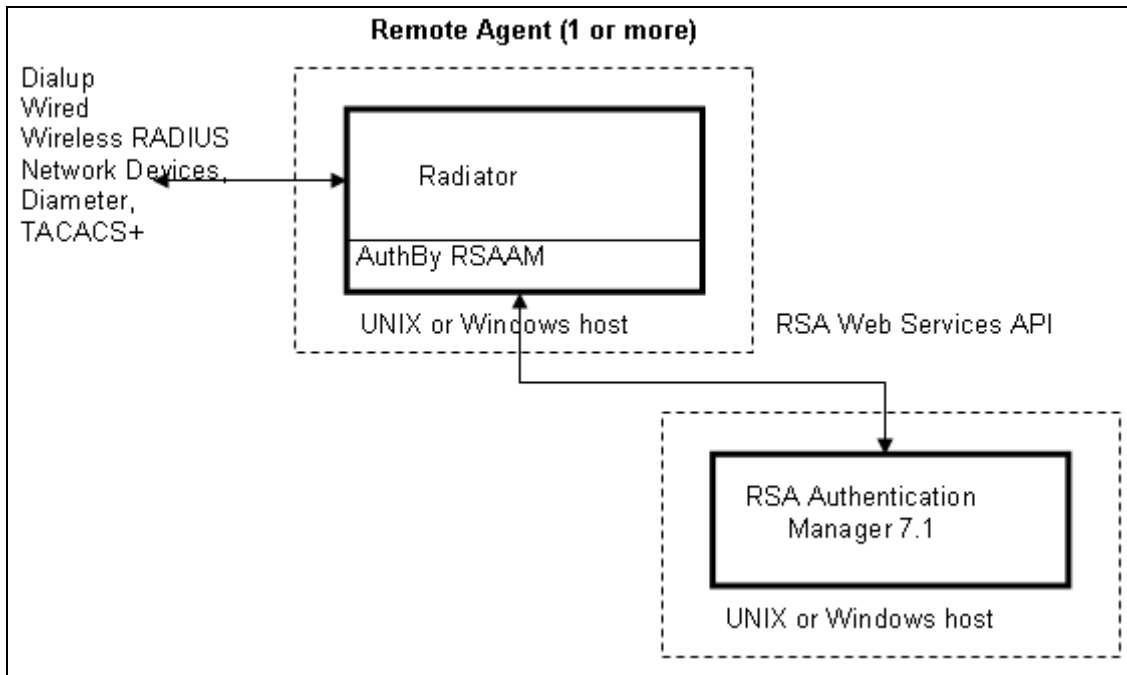 Remote Agent (1 or more)
Dialup
Wired
Wireless RADIUS
Network Devices,
Diameter,
TACACS+
Radiator
AuthBy RSAAM
UNIX or Windows host
RSA Web Services API
RSA Authentication
Manager 7.1
UNIX or Windows host